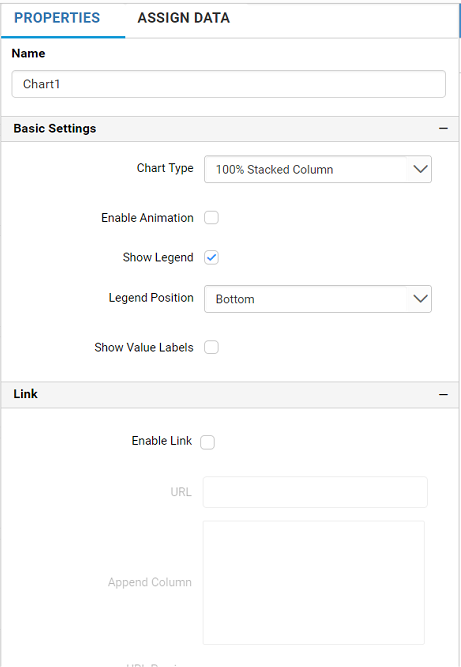 PROPERTIES ASSIGN DATA
Name
Chart1
Basic Settings
Chart Type 100% Stacked Column
Enable Animation
Show Legend
Legend Position Bottom
Show Value Labels
Link
Enable Link
URL
Append Column